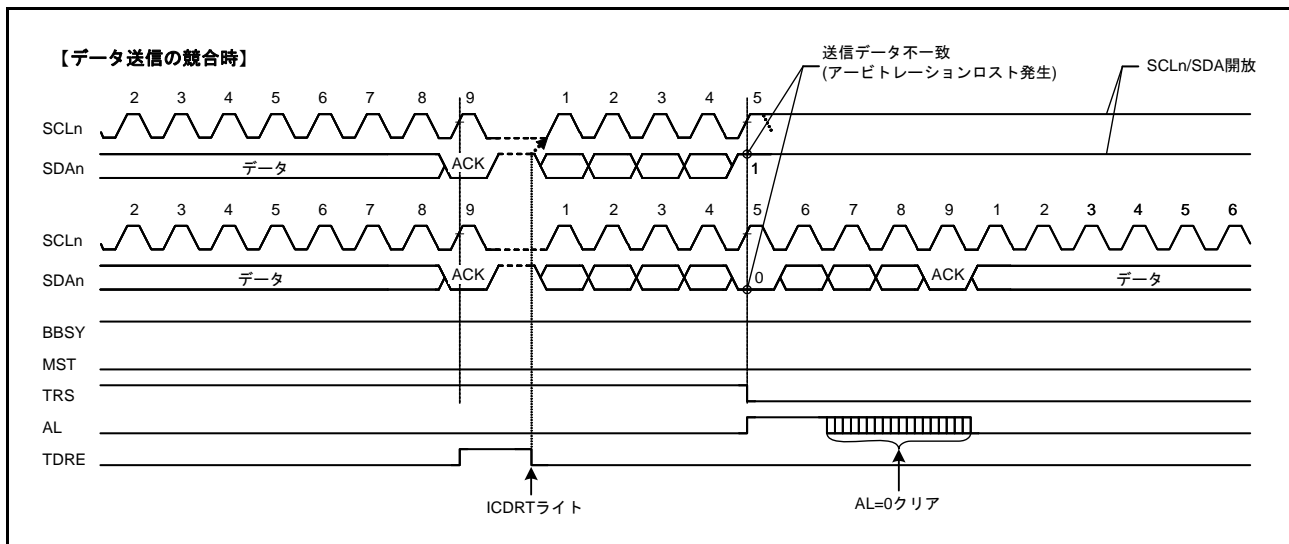 【データ送信の競合時】
送信データ不一致
(アービトレーションロスト発生)
SCLn/SDA開放
2 3 4 5 6 7 8 9 1 2 3 4 5
SCLn
SDAn データ ACK 1
2 3 4 5 6 7 8 9 1 2 3 4 5 6 7 8 9 1 2 3 4 5 6
SCLn
SDAn データ ACK 0 ACK データ
BBSY
MST
TRS
AL
TDRE
ICDRTライト
AL=0クリア